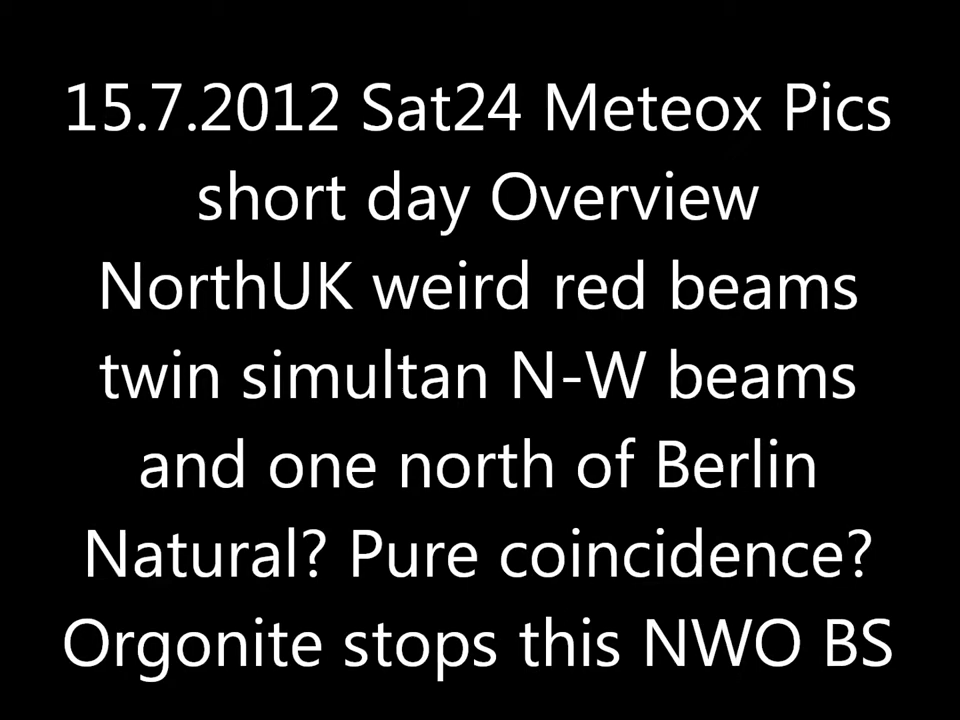 15.7.2012 Sat24 Meteox Pics
short day Overview
NorthUK weird red beams
twin simultan N-W beams
and one north of Berlin
Natural? Pure coincidence?
Orgonite stops this NWO BS